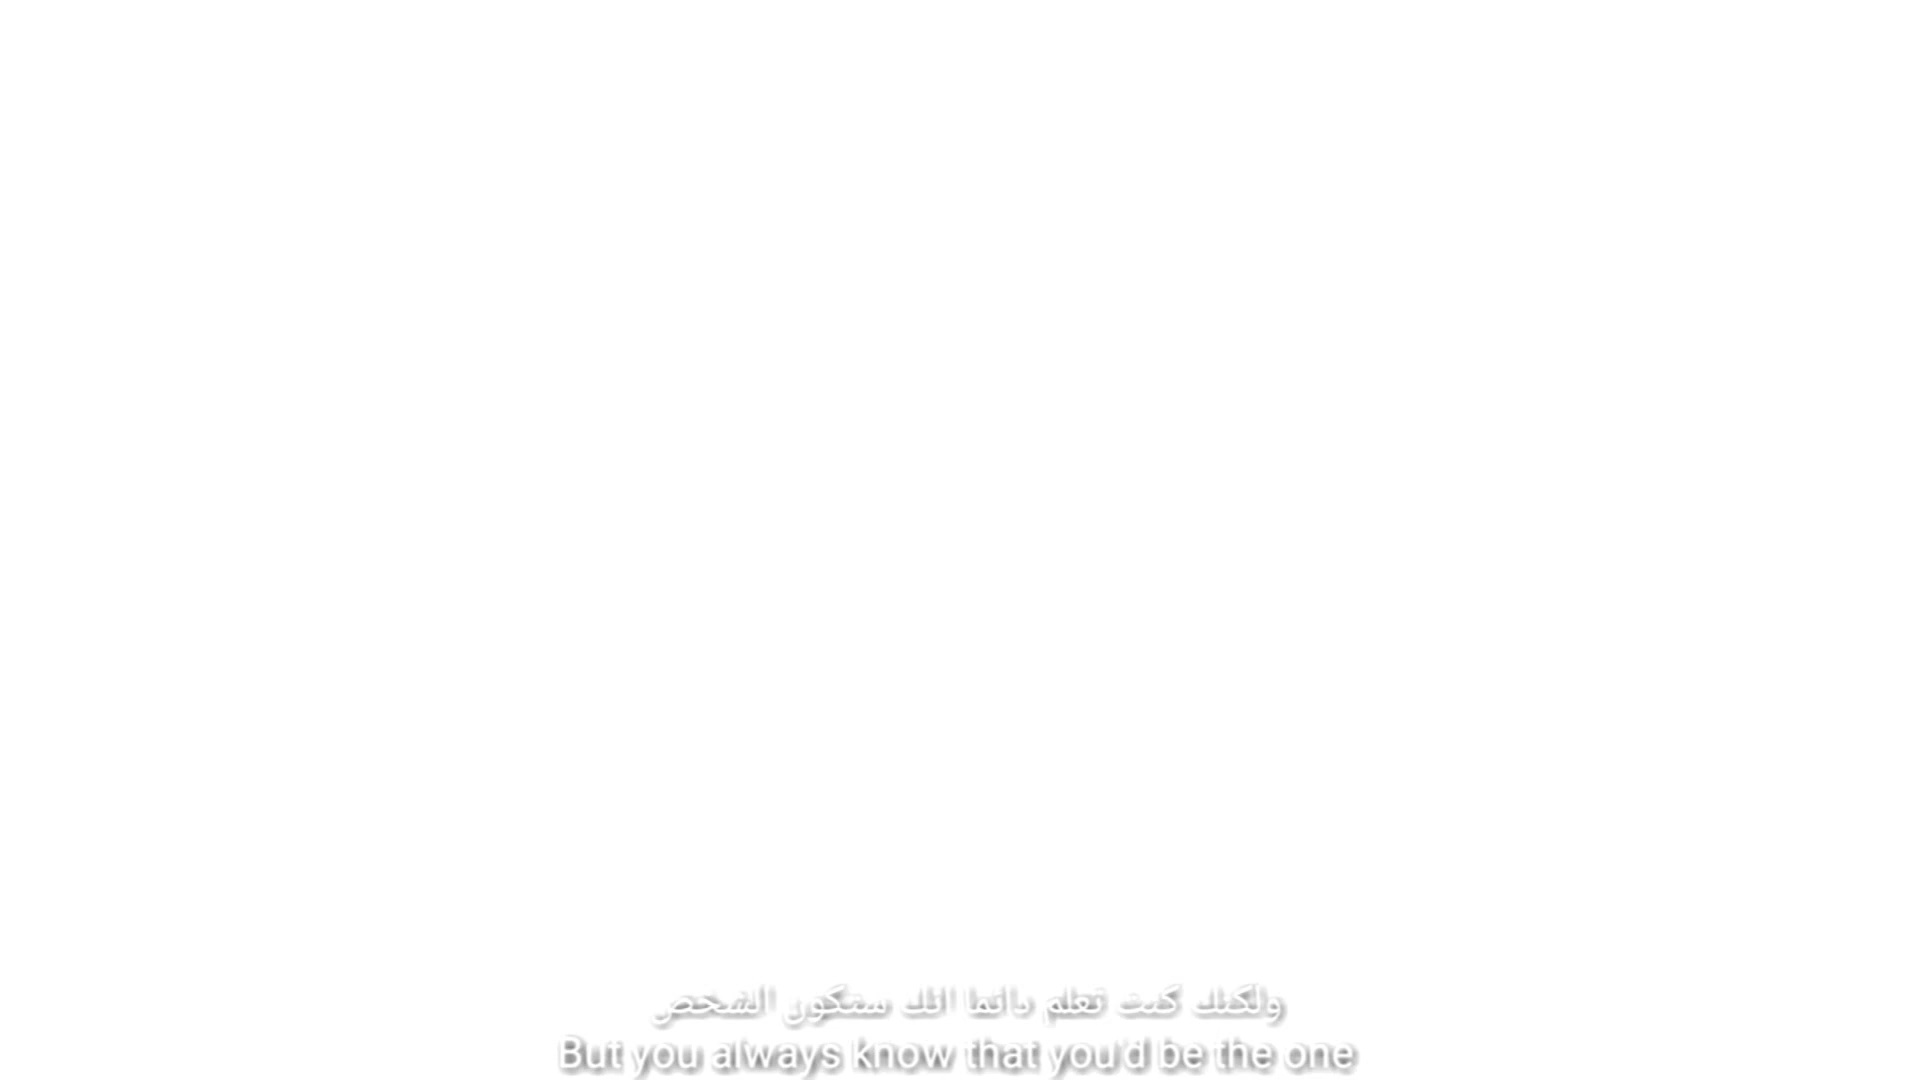 ولكنك كنت تعلم دائما انك ستكون الشخص
But you always know that you'd be the one